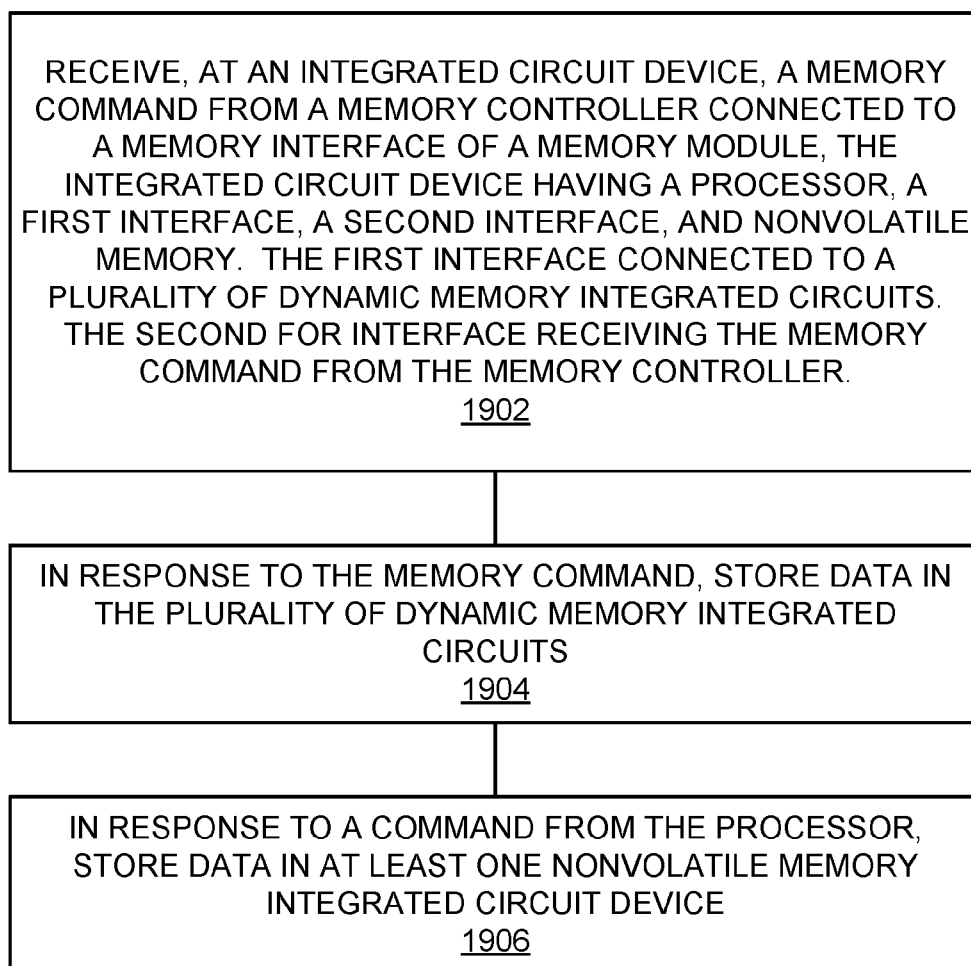 RECEIVE, AT AN INTEGRATED CIRCUIT DEVICE, A MEMORY
COMMAND FROM A MEMORY CONTROLLER CONNECTED TO
A MEMORY INTERFACE OF A MEMORY MODULE, THE
INTEGRATED CIRCUIT DEVICE HAVING A PROCESSOR, A
FIRST INTERFACE, A SECOND INTERFACE, AND NONVOLATILE
MEMORY. THE FIRST INTERFACE CONNECTED TO A
PLURALITY OF DYNAMIC MEMORY INTEGRATED CIRCUITS.
THE SECOND FOR INTERFACE RECEIVING THE MEMORY
COMMAND FROM THE MEMORY CONTROLLER.
1902
IN RESPONSE TO THE MEMORY COMMAND, STORE DATA IN
THE PLURALITY OF DYNAMIC MEMORY INTEGRATED
CIRCUITS
1904
IN RESPONSE TO A COMMAND FROM THE PROCESSOR,
STORE DATA IN AT LEAST ONE NONVOLATILE MEMORY
INTEGRATED CIRCUIT DEVICE
1906